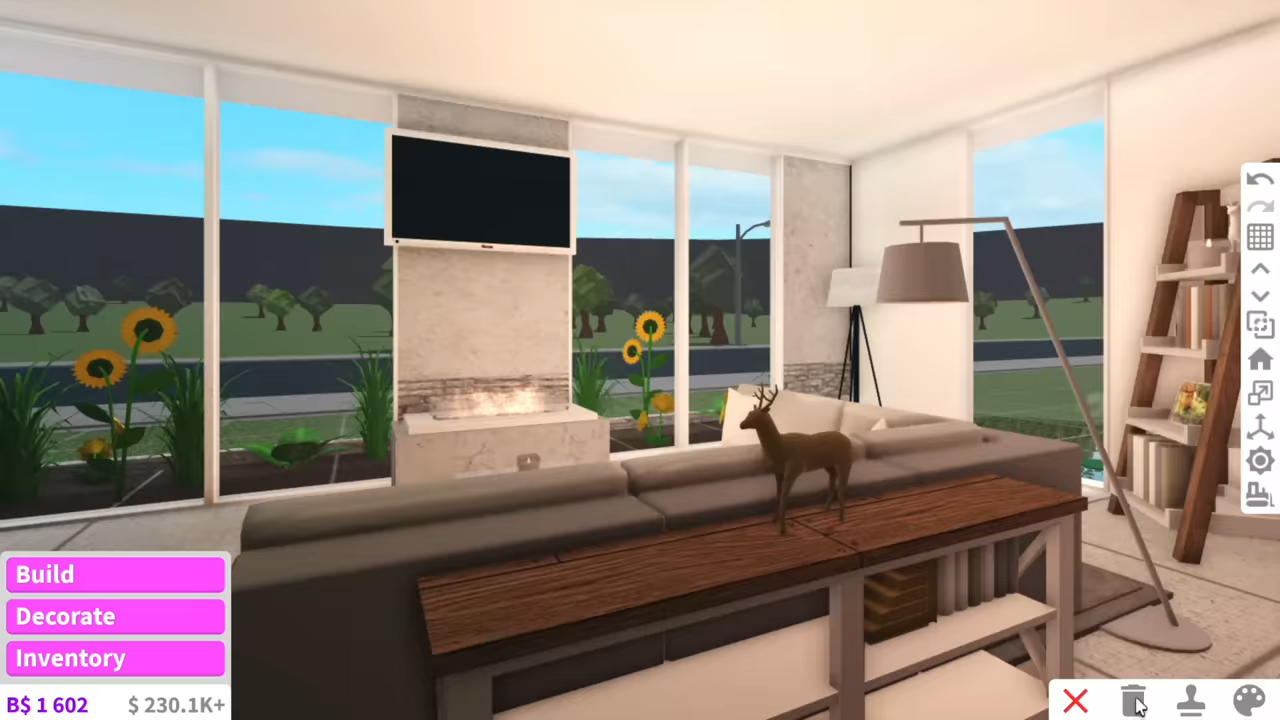 Build
Decorate
Inventory
B$ 1 602 $ 230.1K+